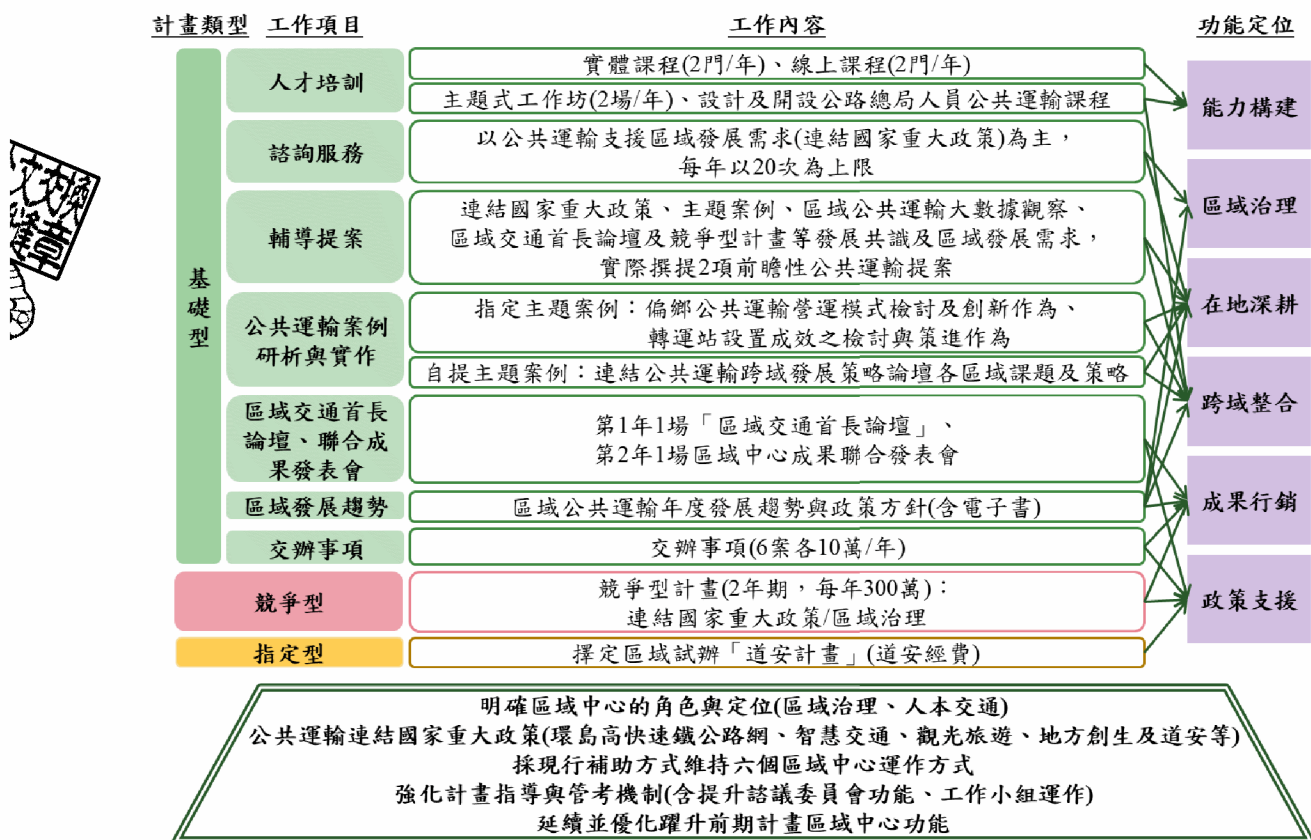 計畫類型 工作項目 工作內容 功能定位
基礎型
人才培訓
實體課程(2門/年)、線上課程(2門/年)
主題式工作坊(2場/年)、設計及開設公路總局人員公共運輸課程
諮詢服務
以公共運輸支援區域發展需求(連結國家重大政策)為主，
每年以20次為上限
輔導提案
連結國家重大政策、主題案例、區域公共運輸大數據觀察、
區域交通首長論壇及競爭型計畫等發展共識及區域發展需求，
實際撰提2項前瞻性公共運輸提案
公共運輸案例
研析與實作
指定主題案例：偏鄉公共運輸營運模式檢討及創新作為、
轉運站設置成效之檢討與策進作為
自提主題案例：連結公共運輸跨域發展策略論壇各區域課題及策略
區域交通首長
論壇、聯合成
果發表會
第1年1場「區域交通首長論壇」、
第2年1場區域中心成果聯合發表會
區域發展趨勢
區域公共運輸年度發展趨勢與政策方針(含電子書)
交辦事項
交辦事項(6案各10萬/年)
競爭型
競爭型計畫(2年期，每年300萬)：
連結國家重大政策/區域治理
指定型
擇定區域試辦「道安計畫」(道安經費)
能力構建
區域治理
在地深耕
跨域整合
成果行銷
政策支援
明確區域中心的角色與定位(區域治理、人本交通)
公共運輸連結國家重大政策(環島高快速鐵公路網、智慧交通、觀光旅遊、地方創生及道安等)
採現行補助方式維持六個區域中心運作方式
強化計畫指導與管考機制(含提升諮議委員會功能、工作小組運作)
延續並優化躍升前期計畫區域中心功能